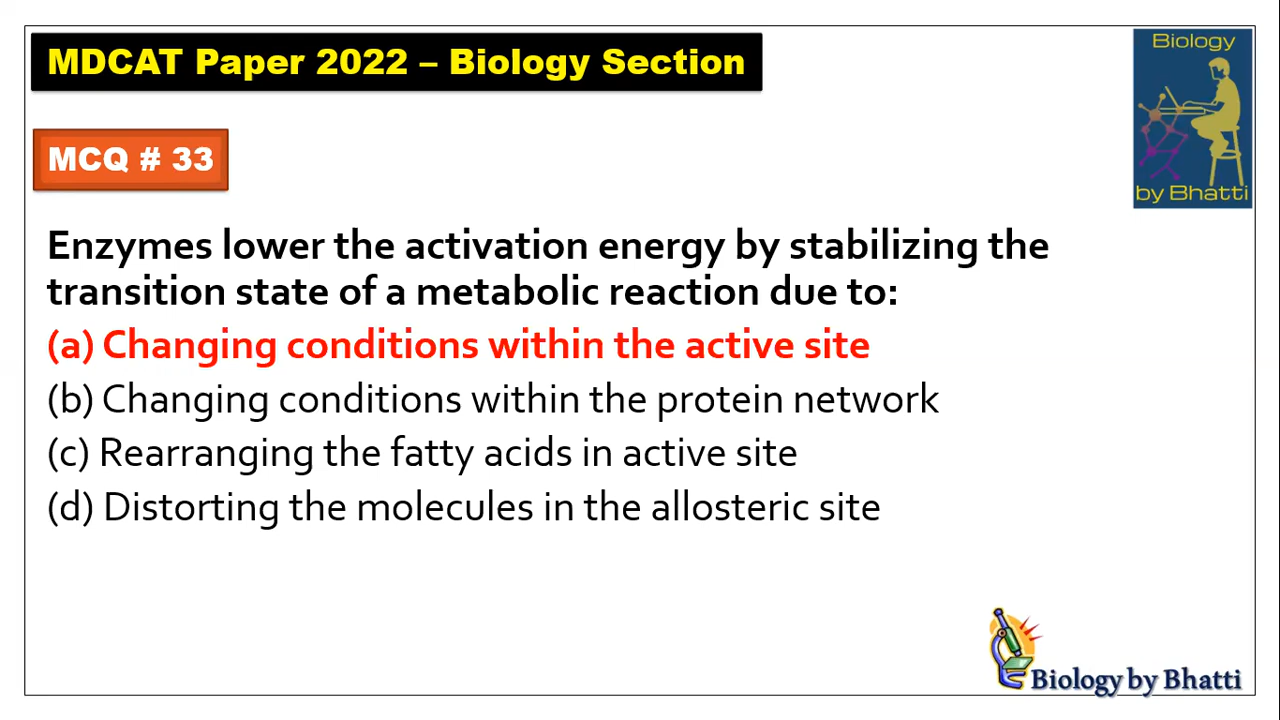 MDCAT Paper 2022 – Biology Section
Biology
by Bhatti
MCQ # 33
Enzymes lower the activation energy by stabilizing the
transition state of a metabolic reaction due to:
(a) Changing conditions within the active site
(b) Changing conditions within the protein network
(c) Rearranging the fatty acids in active site
(d) Distorting the molecules in the allosteric site
Biology by Bhatti